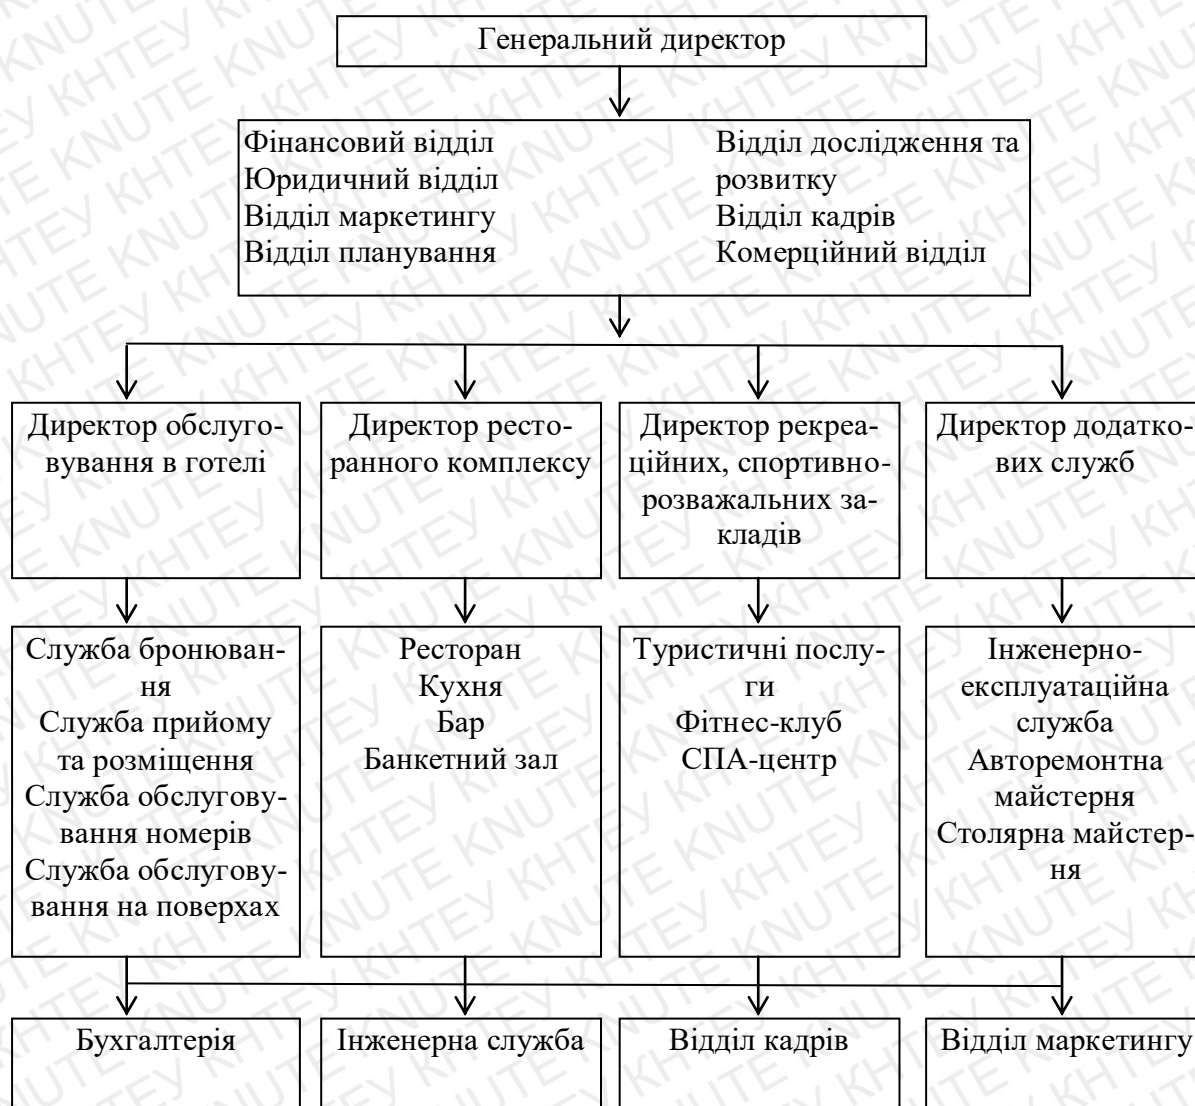 Генеральний директор
Фінансовий відділ
Юридичний відділ
Відділ маркетингу
Відділ планування
Відділ дослідження та
розвитку
Відділ кадрів
Комерційний відділ
Директор обслуго-
вування в готелі
Директор ресто-
ранного комплексу
Директор рекреа-
ційних, спортивно-
розважальних за-
кладів
Директор додатко-
вих служб
Служба бронюван-
ня
Служба прийому
та розміщення
Служба обслугову-
вання номерів
Служба обслугову-
вання на поверхах
Ресторан
Кухня
Бар
Банкетний зал
Туристичні послу-
ги
Фітнес-клуб
СПА-центр
Інженерно-
експлуатаційна
служба
Авторемонтна
майстерня
Столярна майстер-
ня
Бухгалтерія
Інженерна служба
Відділ кадрів
Відділ маркетингу